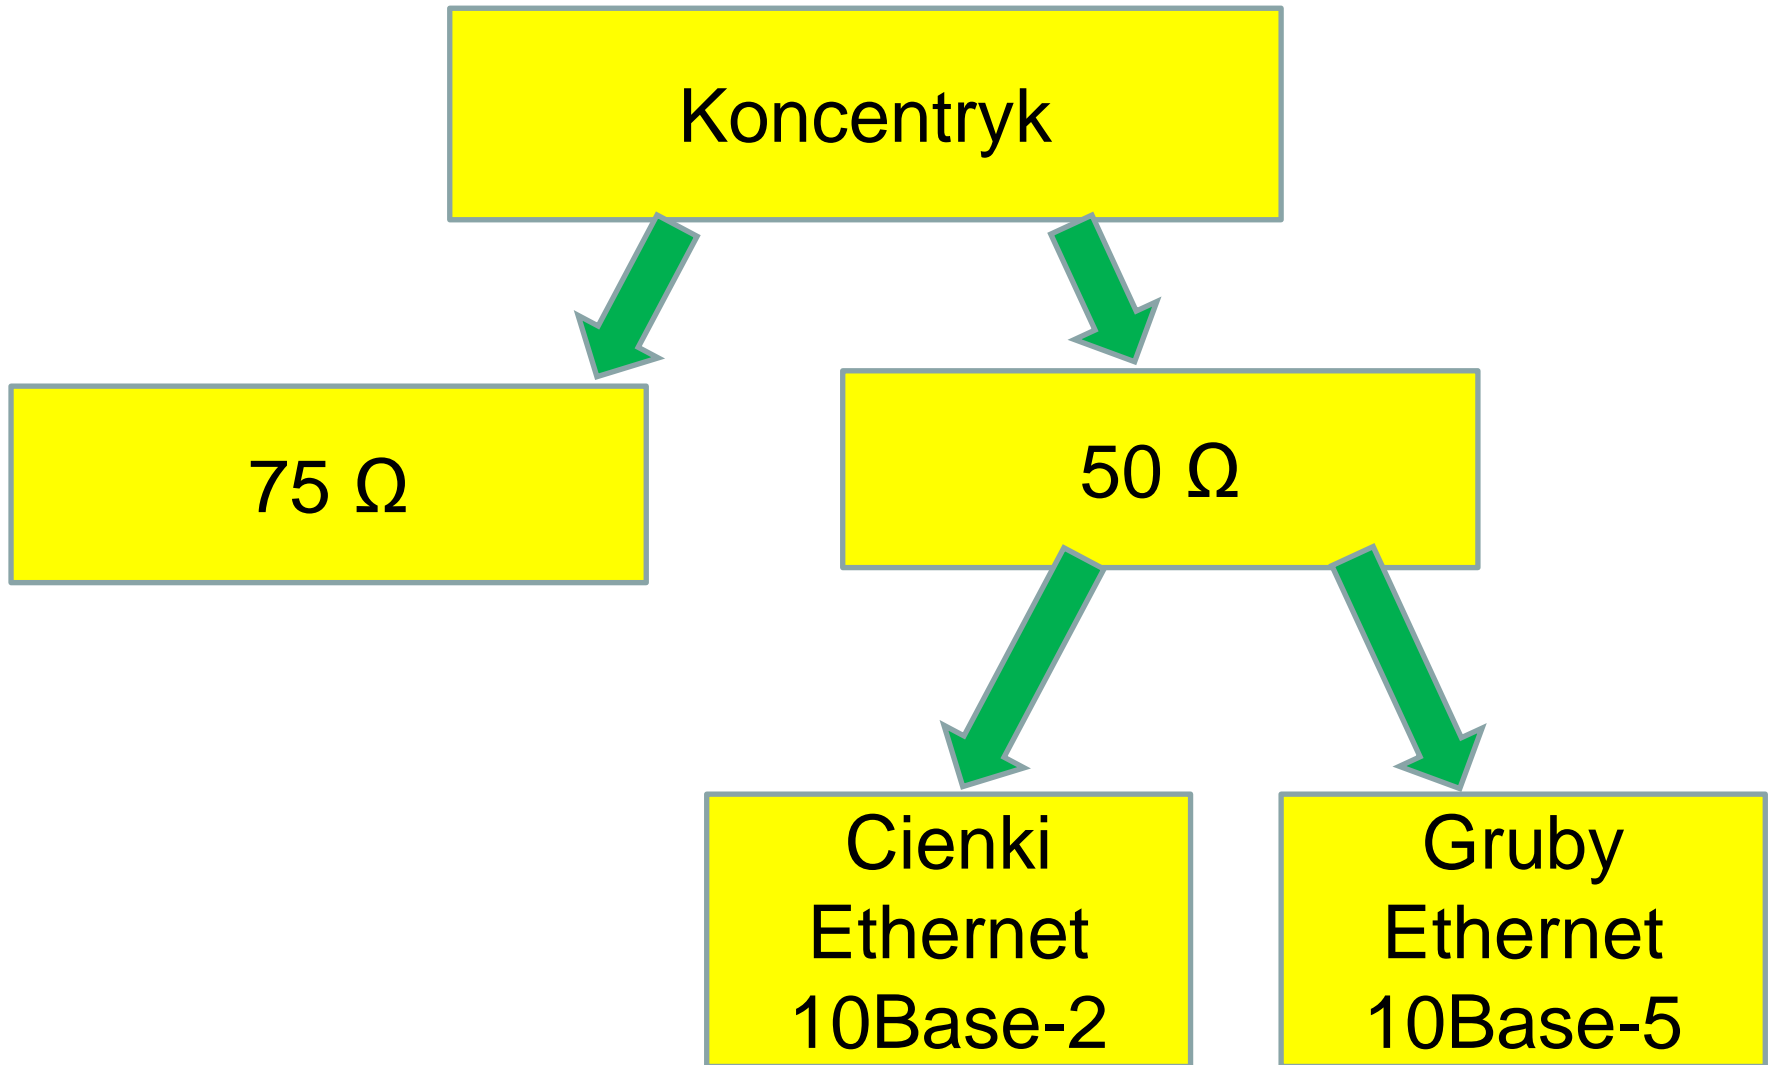 Koncentryk
75 Ω
50 Ω
Cienki
Ethernet
10Base-2
Gruby
Ethernet
10Base-5